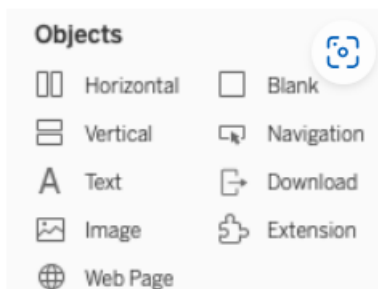 Objects
Horizontal Blank
Vertical Navigation
A Text Download
Image Extension
Web Page